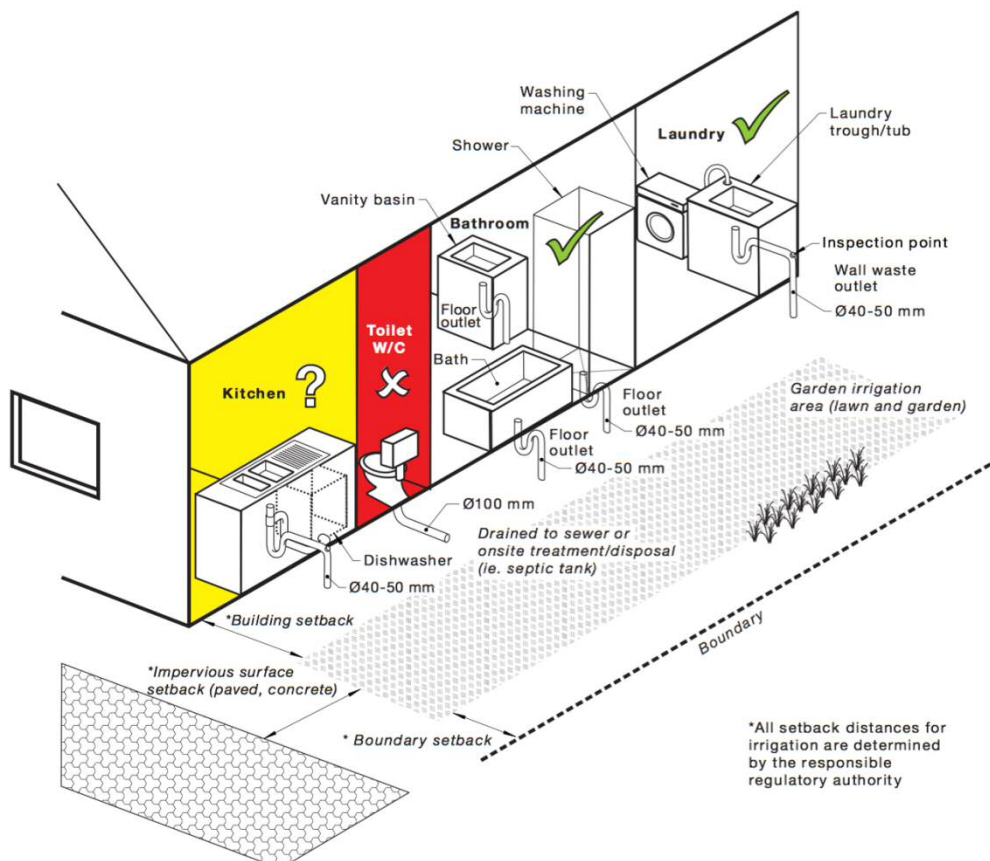 Washing
machine
Laundry
Laundry
trough/tub
Shower
Vanity basin
Bathroom
Inspection point
Wall waste
outlet
Ø40-50 mm
Floor
outlet
Toilet
W/C
Bath
Kitchen
?
Garden irrigation
area (lawn and garden)
Floor
outlet
Ø40-50 mm
Floor
outlet
Ø40-50 mm
Ø100 mm
Drained to sewer or
onsite treatment/disposal
(ie. septic tank)
Dishwasher
Ø40-50 mm
*Building setback
Boundary
*Impervious surface
setback (paved, concrete)
* Boundary setback
*All setback distances for
irrigation are determined
by the responsible
regulatory authority